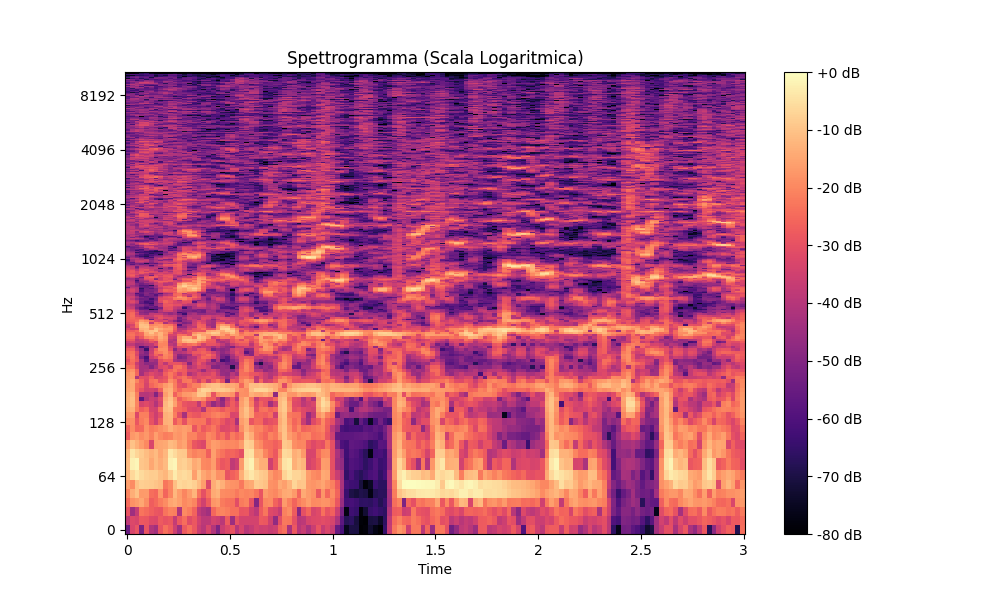 Spettrogramma (Scala Logaritmica)
8192
4096
2048
1024
512
256
128
64
0
Hz
0
0.5
1
1.5
2
2.5
3
Time
+0 dB
-10 dB
-20 dB
-30 dB
-40 dB
-50 dB
-60 dB
-70 dB
-80 dB